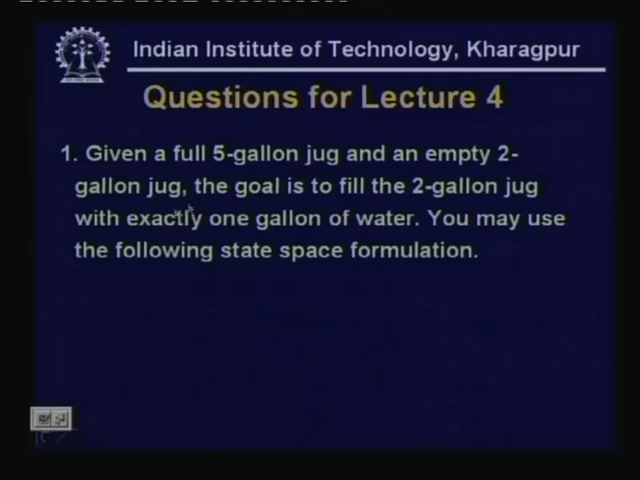 Indian Institute of Technology, Kharagpur
Questions for Lecture 4
1. Given a full 5-gallon jug and an empty 2-
gallon jug, the goal is to fill the 2-gallon jug
with exactly one gallon of water. You may use
the following state space formulation.